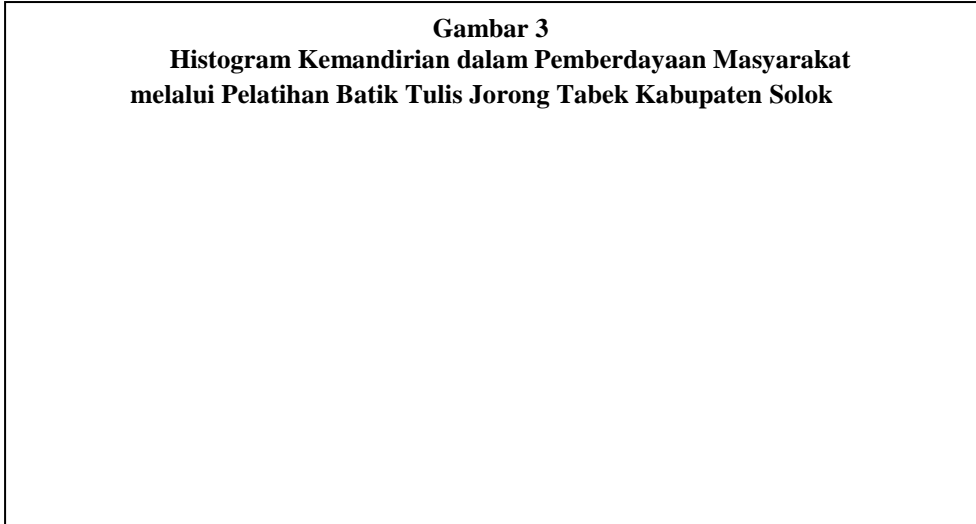 Gambar 3
Histogram Kemandirian dalam Pemberdayaan Masyarakat
melalui Pelatihan Batik Tulis Jorong Tabek Kabupaten Solok